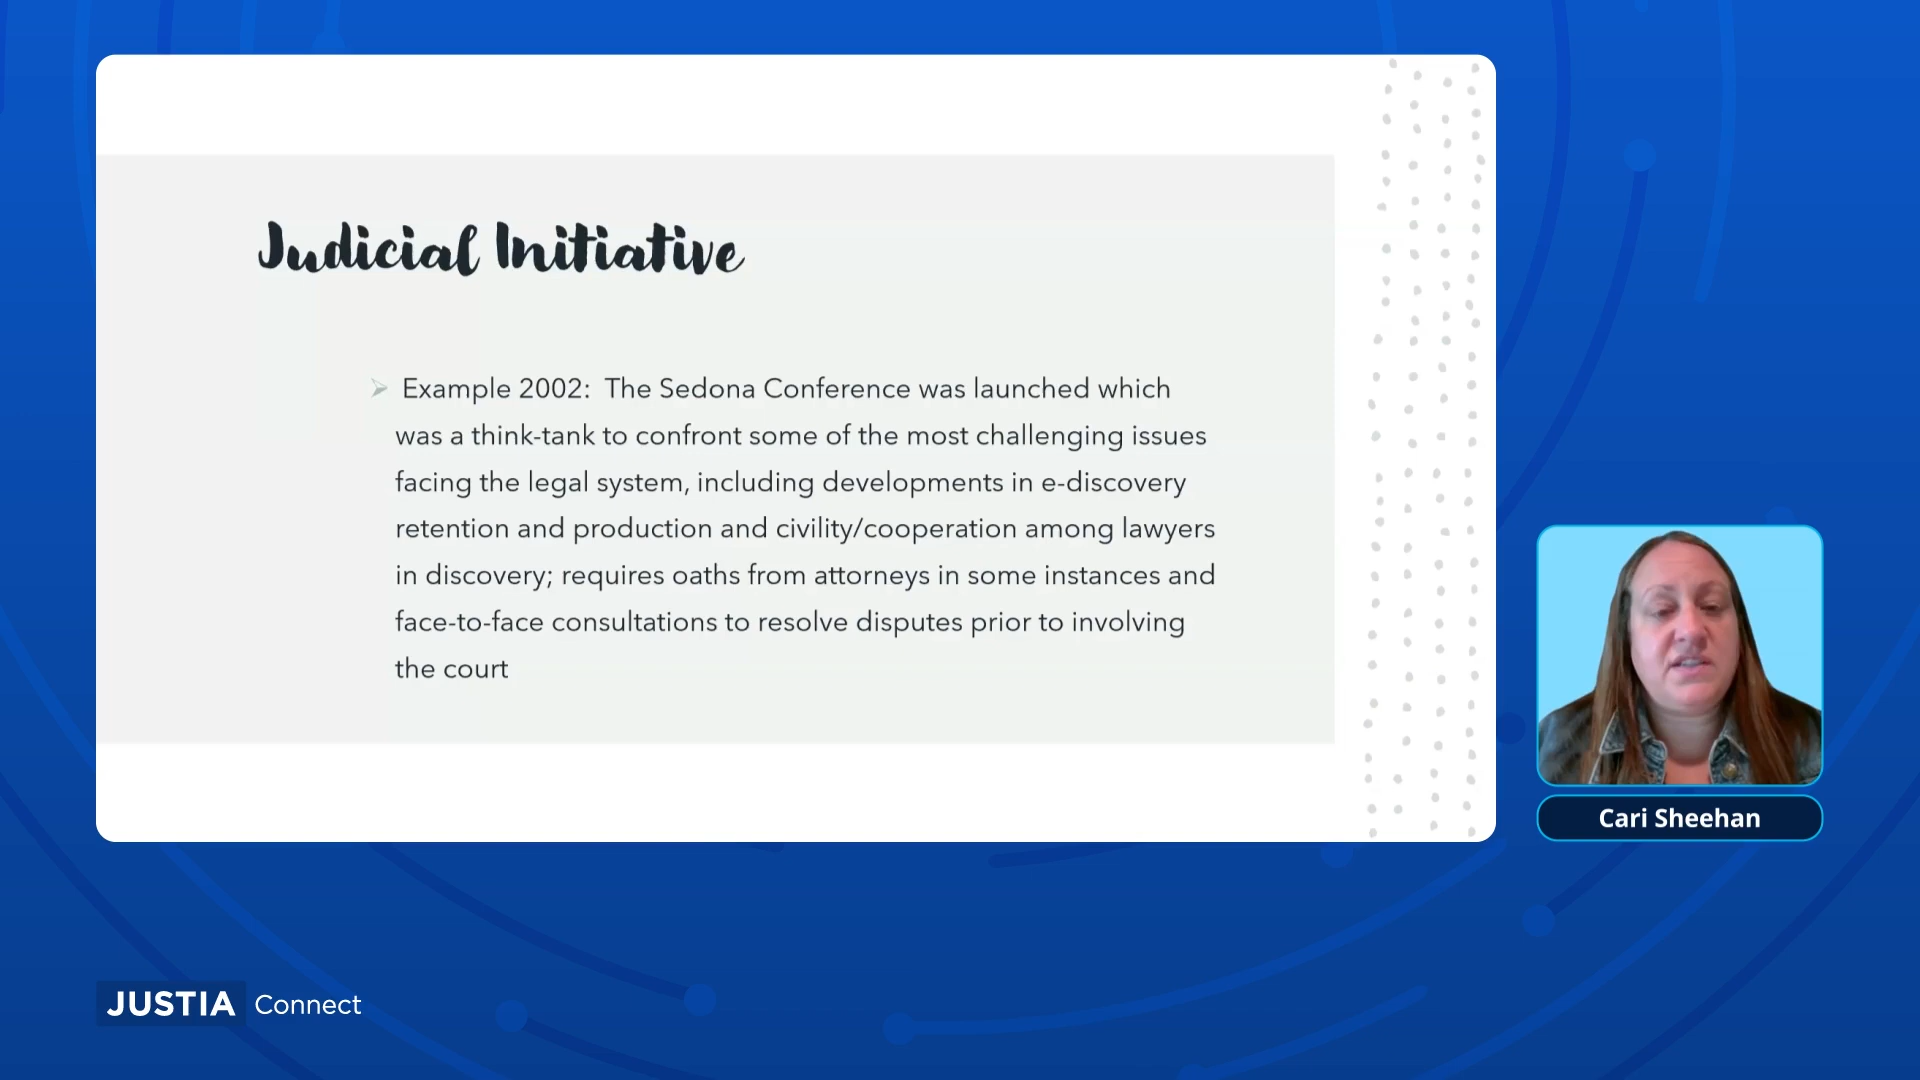 Judicial Initiative
Example 2002: The Sedona Conference was launched which
was a think-tank to confront some of the most challenging issues
facing the legal system, including developments in e-discovery
retention and production and civility/cooperation among lawyers
in discovery; requires oaths from attorneys in some instances and
face-to-face consultations to resolve disputes prior to involving
the court
Cari Sheehan
JUSTIA Connect